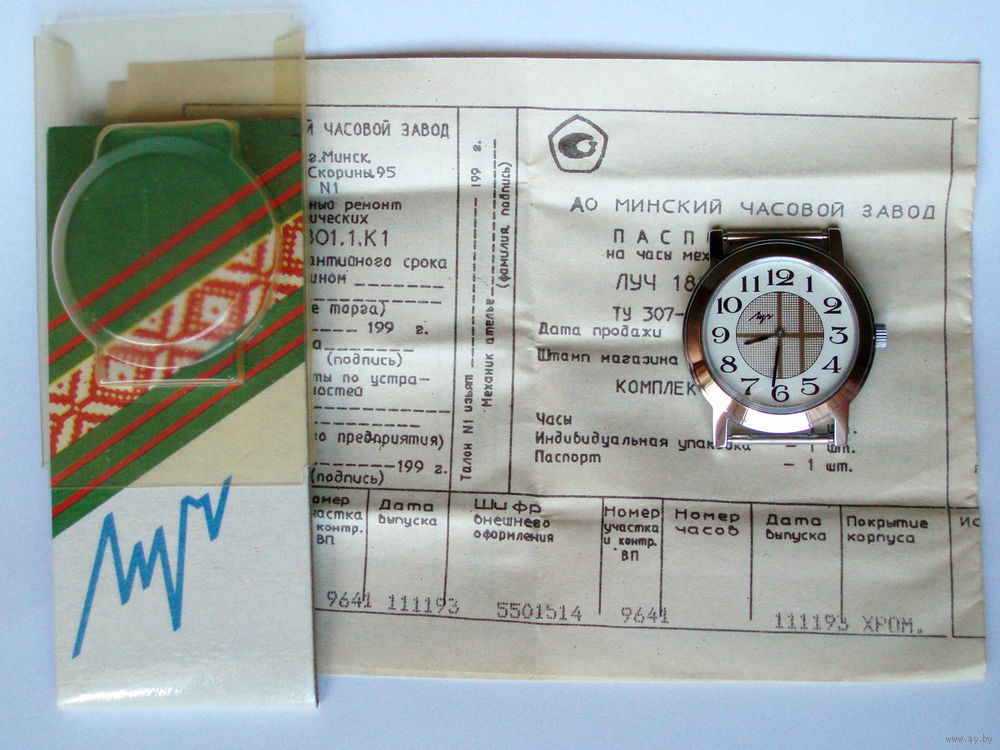 Луч
Й ЧАСОВОЙ ЗАВОД
г.Минск,
Скорины,95
N1
ный ремонт
ических
301.1.К1
антийного срока
ином
е торга)
199 г.
а
(подпись)
ты по устра-
ностей
о предприятия)
199 г.
(подпись)
Талон N1 изъят 199 г.
Механик ателье
(фамилия, подпись)
АО МИНСКИЙ ЧАСОВОЙ ЗАВОД
ПАСП
на часы мех
ЛУЧ 18
ТУ 307-
Дата продажи
Штамп магазина
КОМПЛЕК
Часы
Индивидуальная упаковка – 1 шт.
Паспорт – 1 шт.
омер
частка
контр.
ВП
Дата
выпуска
Шифр
внешнего
оформления
Номер
участка
и контр.
ВП
Номер
часов
Дата
выпуска
Покрытие
корпуса
Ис
9641 111193 5501514 9641 111193 ХРОМ.
Луч
12
1
2
3
4
5
6
7
8
9
10
11
www.ay.by